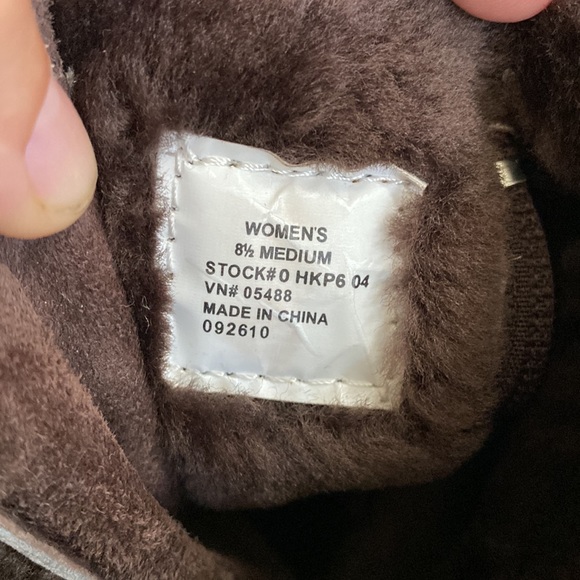 WOMEN'S
8½ MEDIUM
STOCK# 0 HKP6 04
VN# 05488
MADE IN CHINA
092610